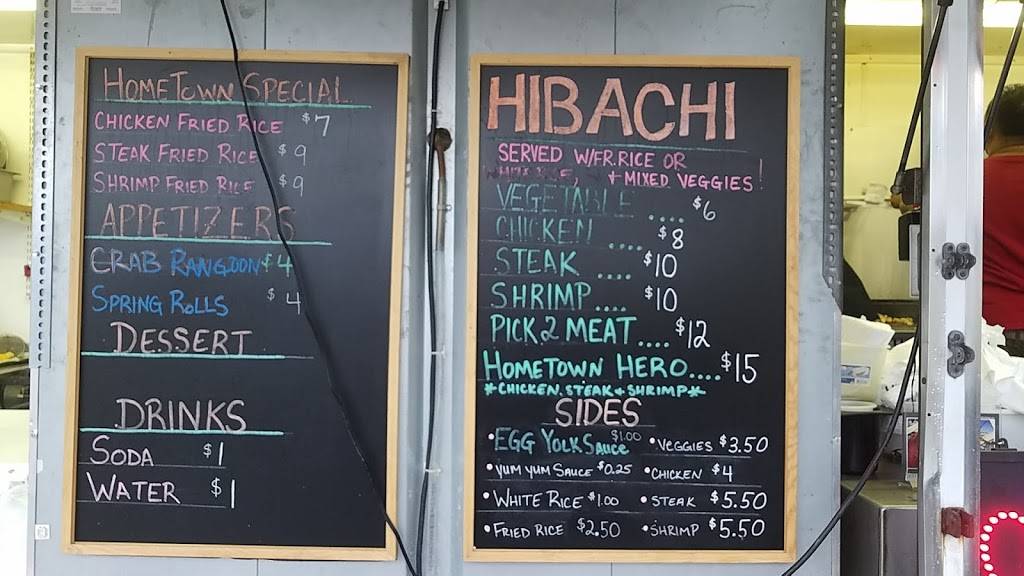 HOMETOWN SPECIAL
CHICKEN FRIED RICE $7
STEAK FRIED RICE $9
SHRIMP FRIED RICE $9
APPETIZERS
CRAB RANGOON $4
SPRING ROLLS $4
DESSERT
DRINKS
SODA $1
WATER $1
HIBACHI
SERVED W/FR.RICE OR
+ MIXED VEGGIES!
VEGETABLE .... $6
CHICKEN .... $8
STEAK .... $10
SHRIMP .... $10
PICK 2 MEAT .... $12
HOMETOWN HERO.... $15
*CHICKEN, STEAK + SHRIMP*
SIDES
• EGG YOLK SAUCE $1.00 • VEGGIES $3.50
• YUM YUM SAUCE $0.25 • CHICKEN $4
• WHITE RICE $1.00 • STEAK $5.50
• FRIED RICE $2.50 • SHRIMP $5.50